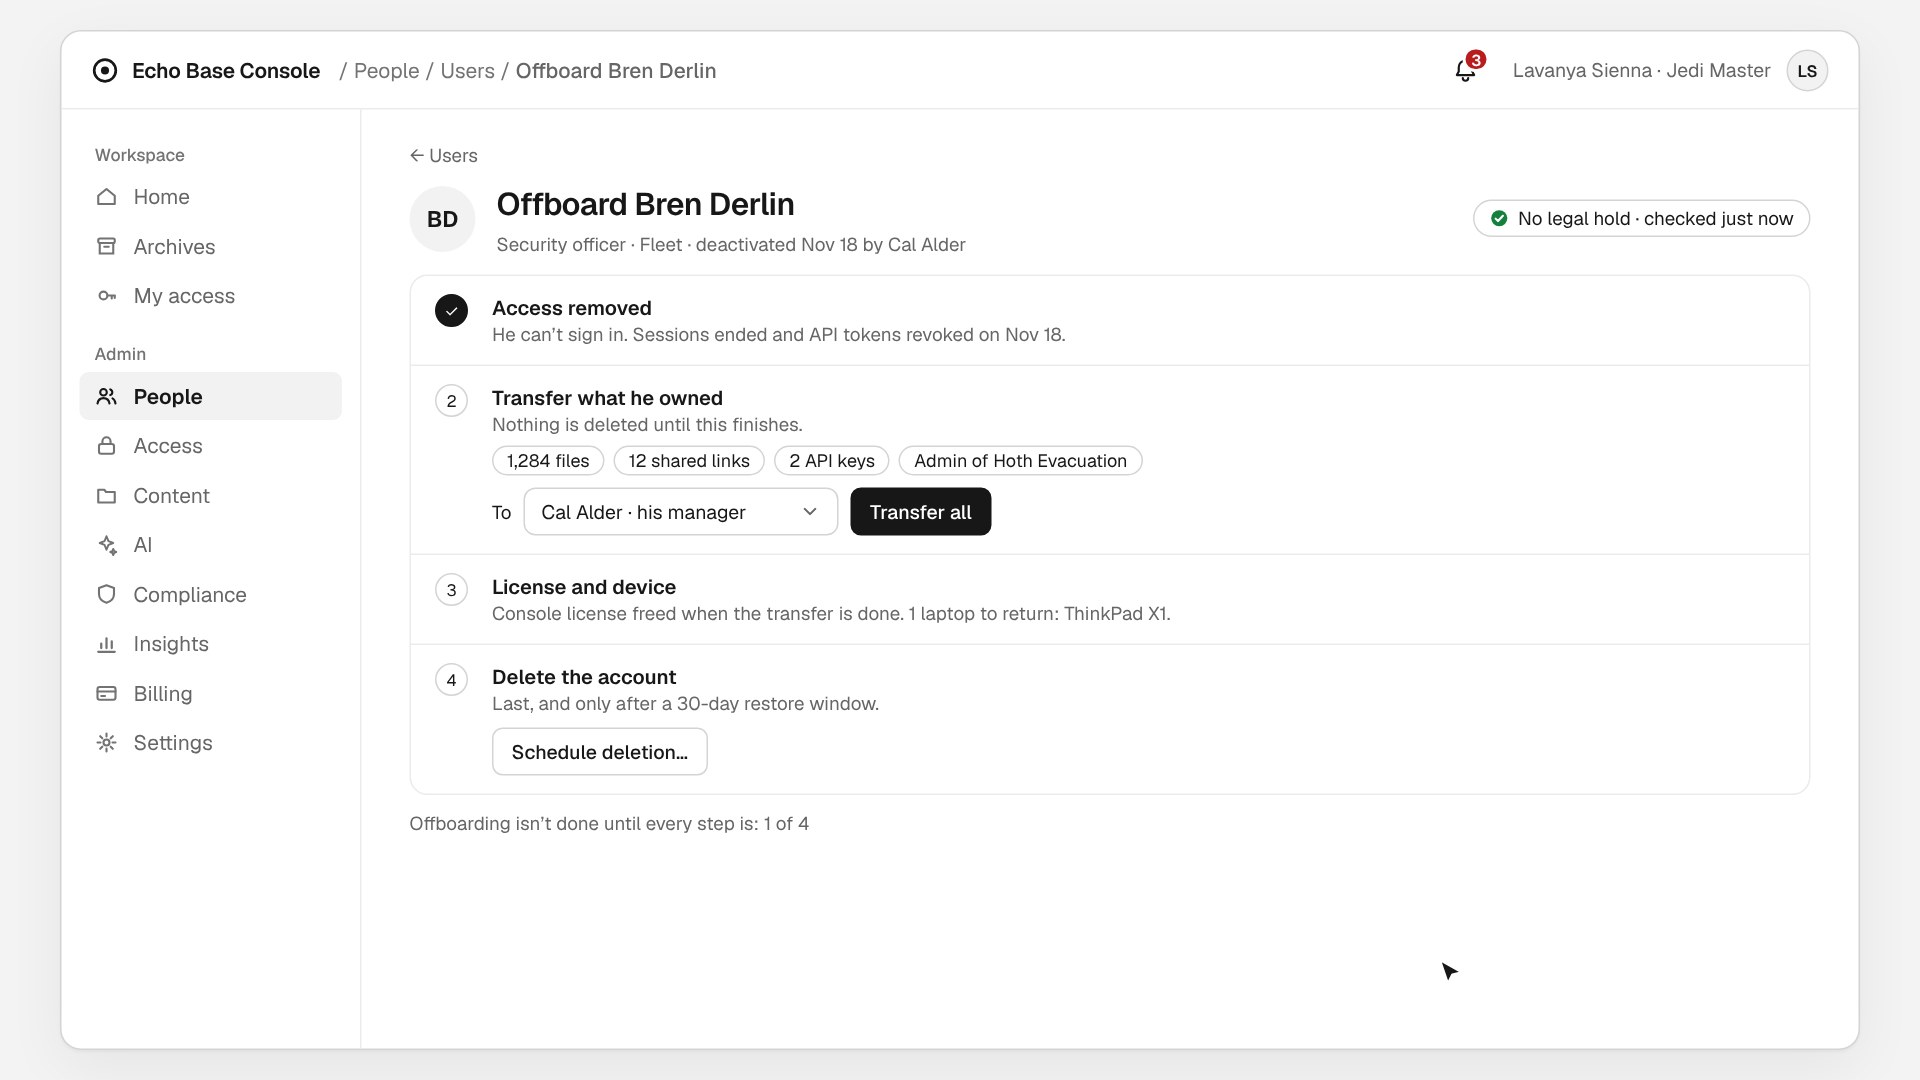 Echo Base Console / People / Users / Offboard Bren Derlin
3
Lavanya Sienna · Jedi Master
LS
Workspace
Home
Archives
My access
Admin
People
Access
Content
AI
Compliance
Insights
Billing
Settings
← Users
BD
Offboard Bren Derlin
Security officer · Fleet · deactivated Nov 18 by Cal Alder
No legal hold · checked just now
Access removed
He can’t sign in. Sessions ended and API tokens revoked on Nov 18.
2
Transfer what he owned
Nothing is deleted until this finishes.
1,284 files
12 shared links
2 API keys
Admin of Hoth Evacuation
To
Cal Alder · his manager
Transfer all
3
License and device
Console license freed when the transfer is done. 1 laptop to return: ThinkPad X1.
4
Delete the account
Last, and only after a 30-day restore window.
Schedule deletion…
Offboarding isn’t done until every step is: 1 of 4